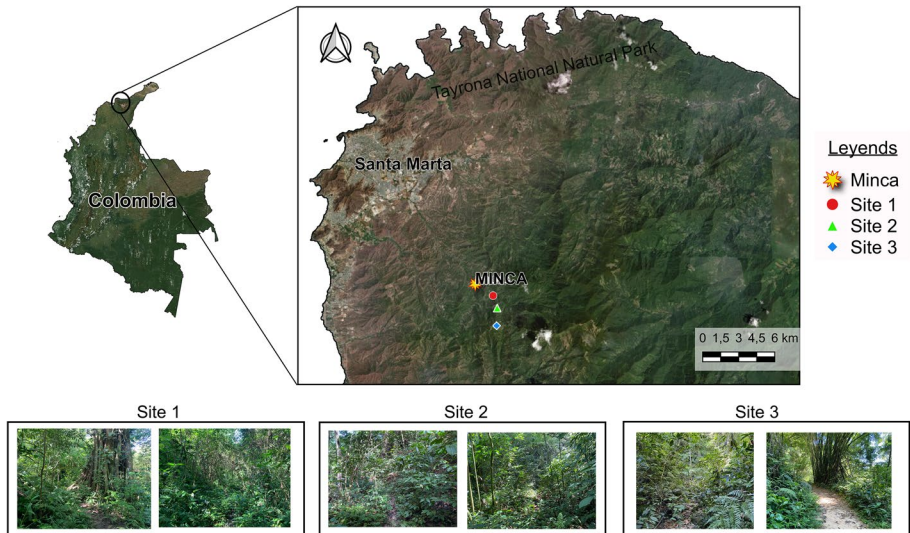 Tayrona National Natural Park
Santa Marta
Colombia
MINCA
Leyends
Minca
Site 1
Site 2
Site 3
0 1,5 3 4,5 6 km
Site 1
Site 2
Site 3